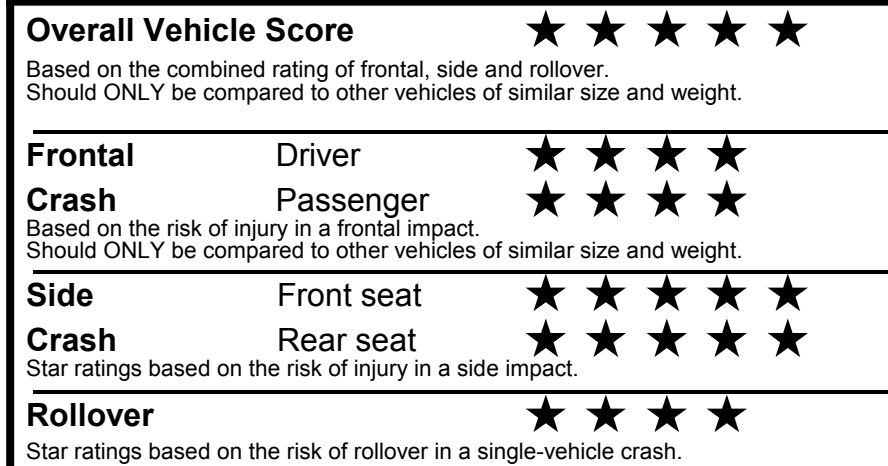 Overall Vehicle Score ★ ★ ★ ★ ★
Based on the combined rating of frontal, side and rollover.
Should ONLY be compared to other vehicles of similar size and weight.
Frontal Driver ★ ★ ★ ★
Crash Passenger ★ ★ ★ ★
Based on the risk of injury in a frontal impact.
Should ONLY be compared to other vehicles of similar size and weight.
Side Front seat ★ ★ ★ ★ ★
Crash Rear seat ★ ★ ★ ★ ★
Star ratings based on the risk of injury in a side impact.
Rollover ★ ★ ★ ★
Star ratings based on the risk of rollover in a single-vehicle crash.